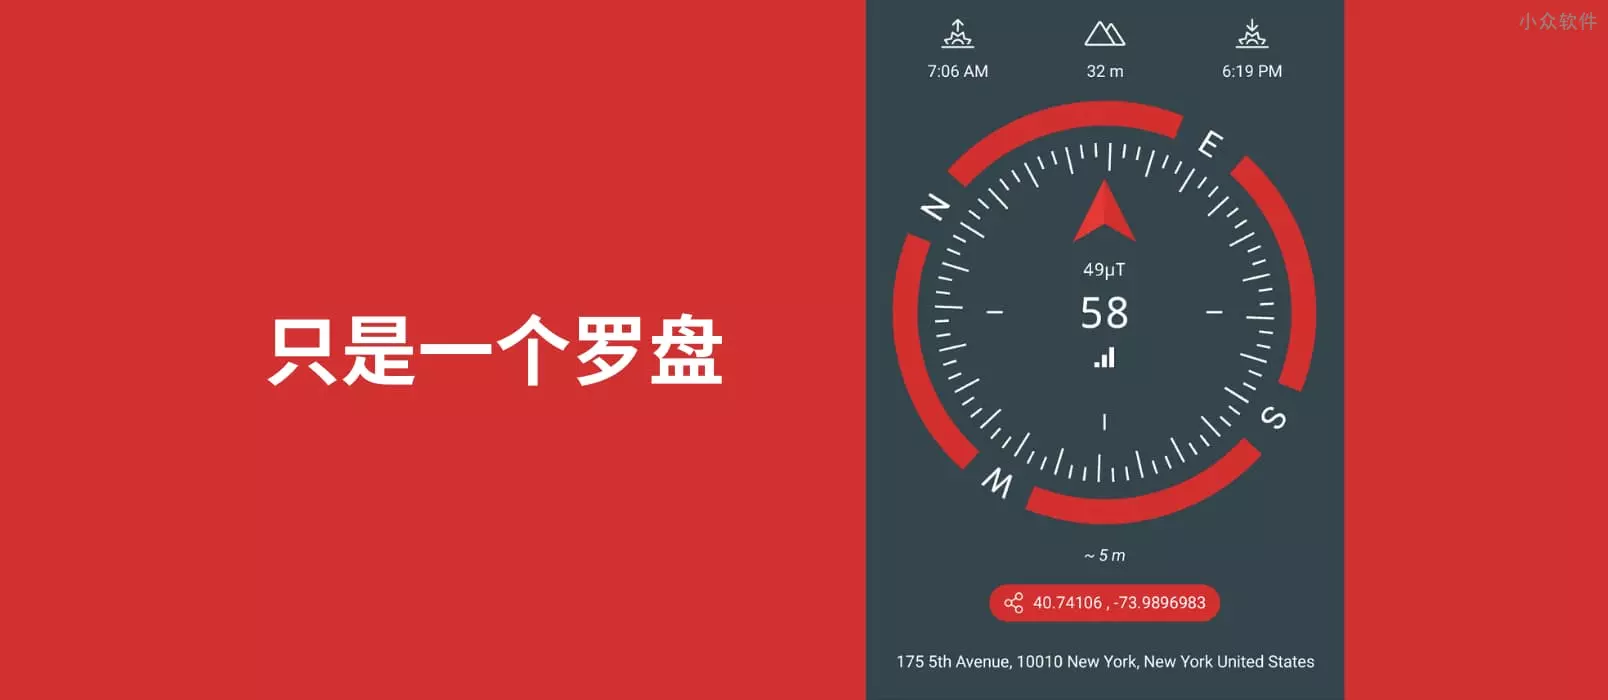 小众软件
7:06 AM
32 m
6:19 PM
N
E
S
W
49µT
58
只是一个罗盘
~ 5 m
40.74106 , -73.9896983
175 5th Avenue, 10010 New York, New York United States